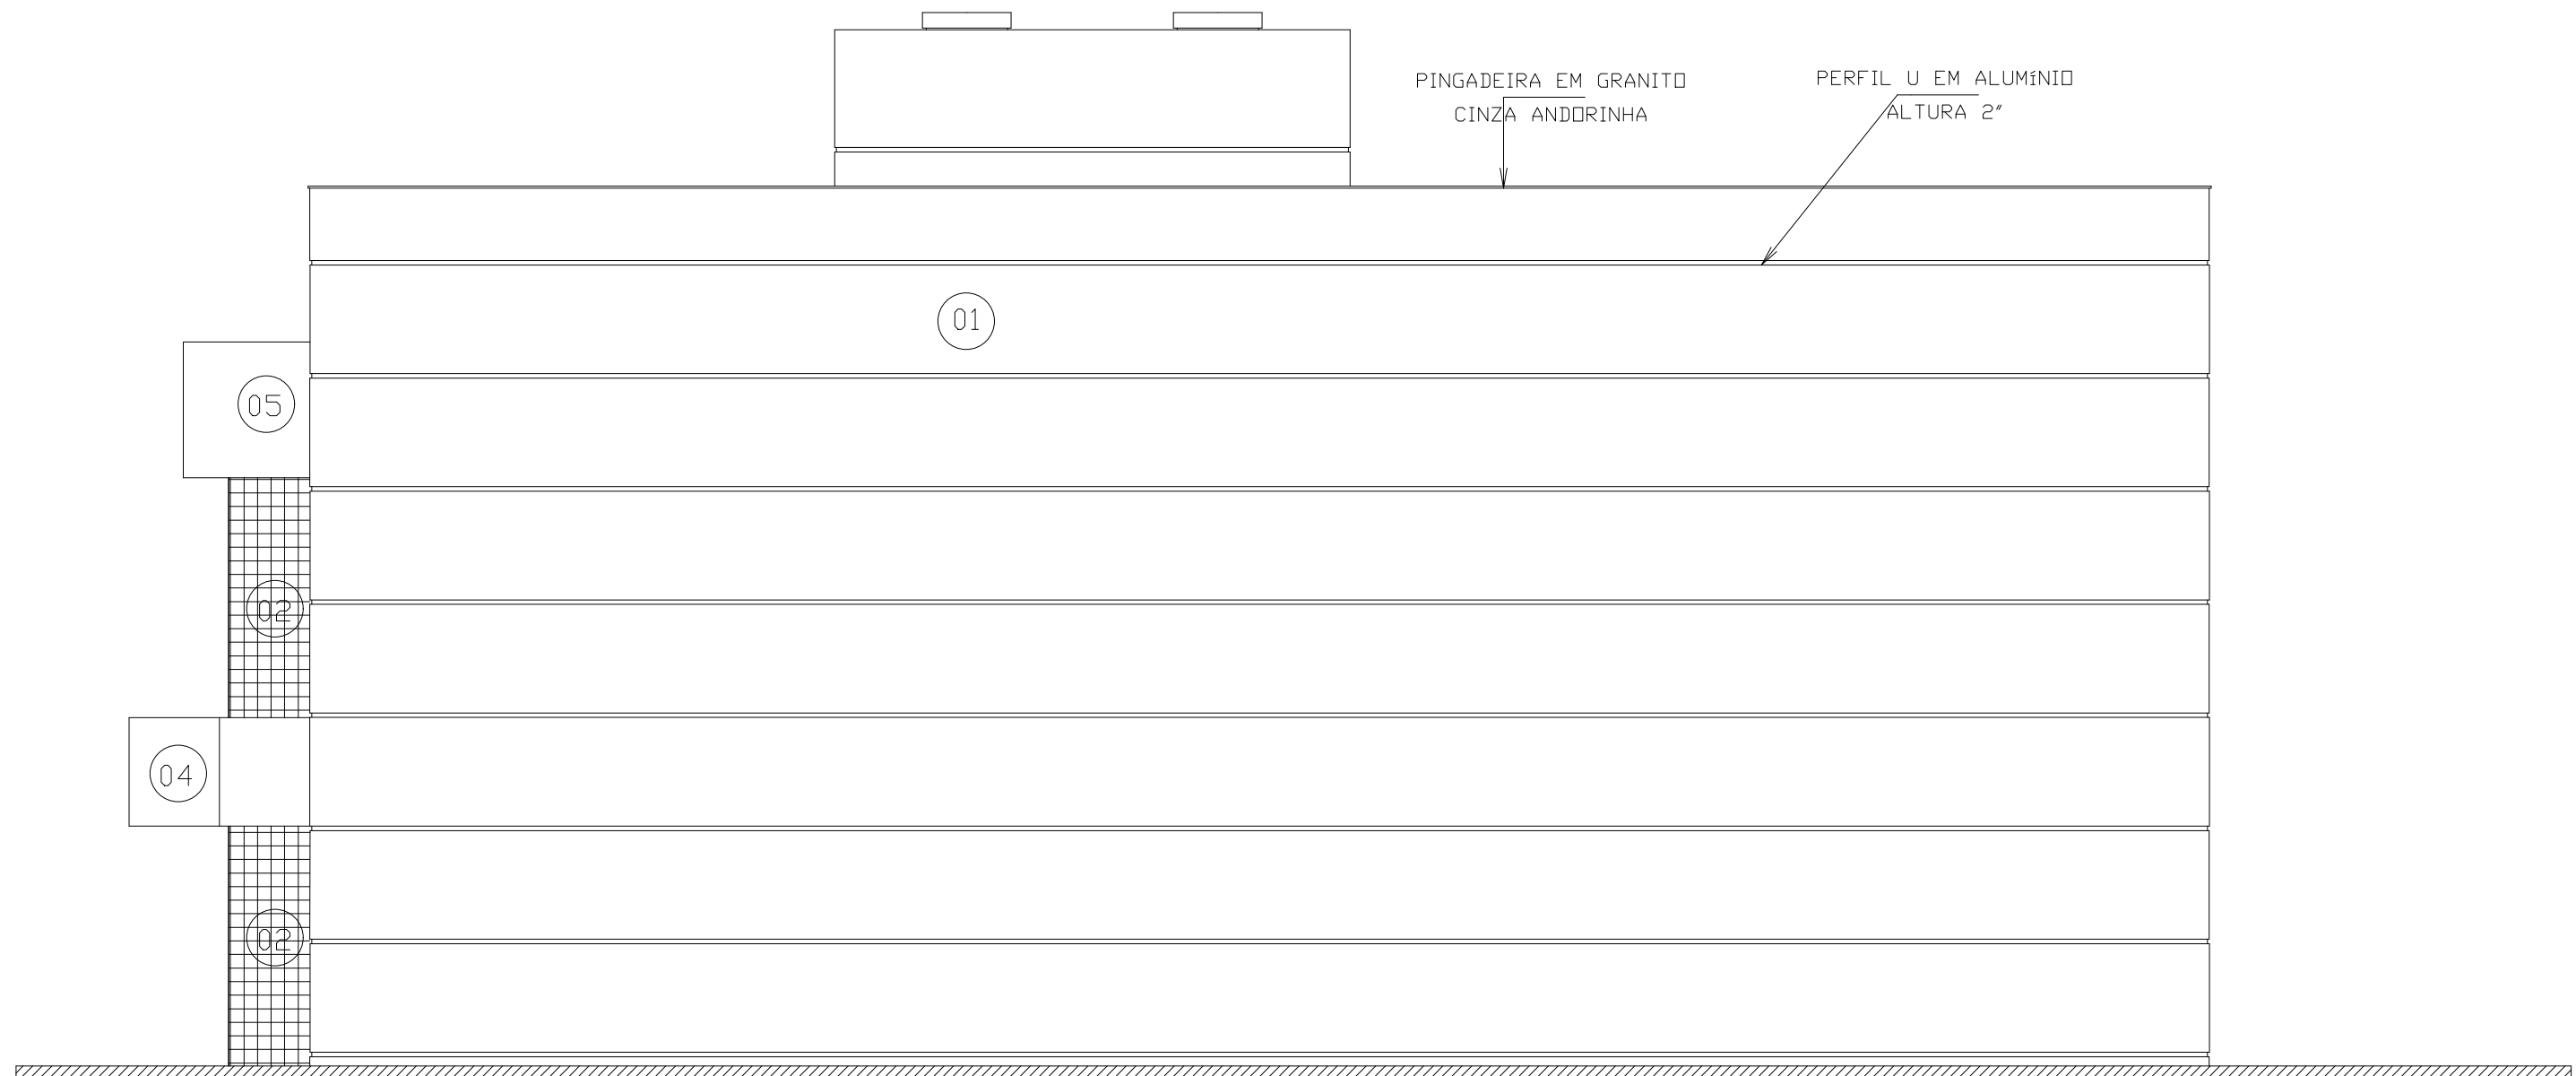 PINGADEIRA EM GRANITO
CINZA ANDORINHA
PERFIL U EM ALUMíNIO
ALTURA 2"
01
05
02
04
02